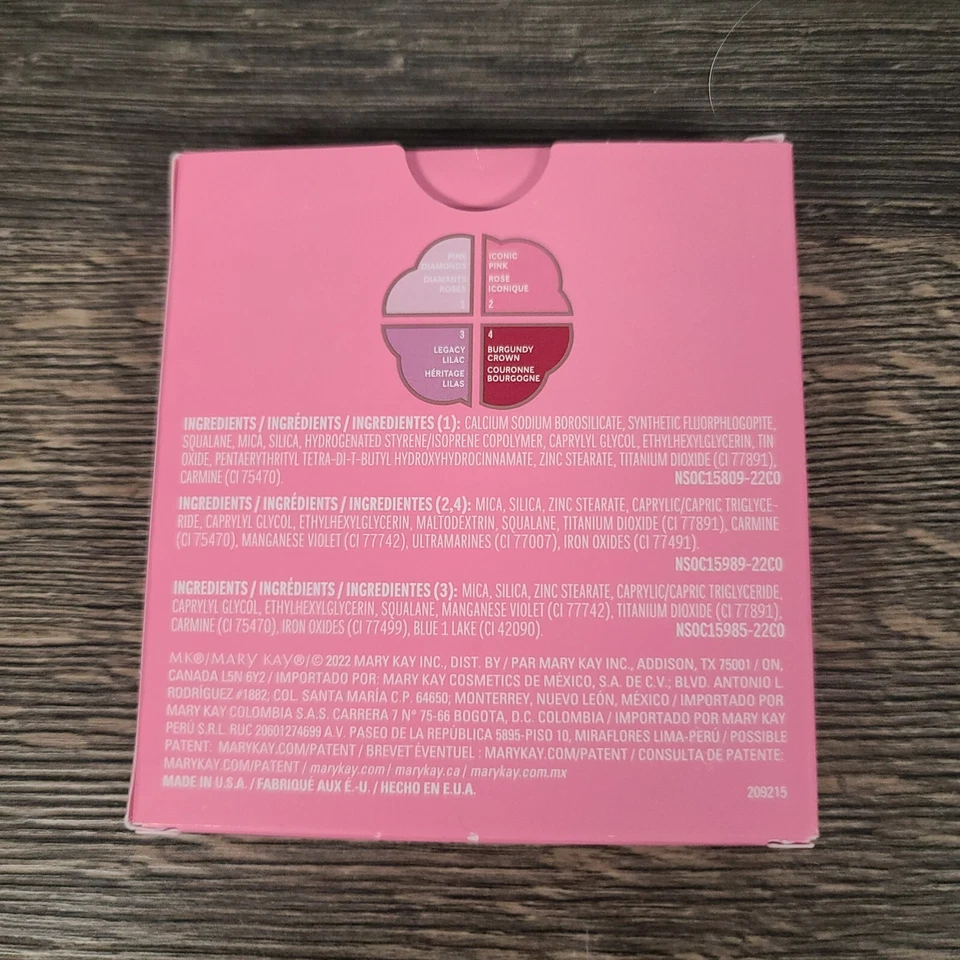 PINK
DIAMONDS
DIAMANTS
ROSES
1
ICONIC
PINK
ROSE
ICONIQUE
2
3
LEGACY
LILAC
HÉRITAGE
LILAS
4
BURGUNDY
CROWN
COURONNE
BOURGOGNE
INGREDIENTS / INGRÉDIENTS / INGREDIENTES (1): CALCIUM SODIUM BOROSILICATE, SYNTHETIC FLUORPHLOGOPITE,
SQUALANE, MICA, SILICA, HYDROGENATED STYRENE/ISOPRENE COPOLYMER, CAPRYLYL GLYCOL, ETHYLHEXYLGLYCERIN, TIN
OXIDE, PENTAERYTHRITYL TETRA-DI-T-BUTYL HYDROXYHYDROCINNAMATE, ZINC STEARATE, TITANIUM DIOXIDE (CI 77891),
CARMINE (CI 75470). NSOC15809-22CO
INGREDIENTS / INGRÉDIENTS / INGREDIENTES (2,4): MICA, SILICA, ZINC STEARATE, CAPRYLIC/CAPRIC TRIGLYCE-
RIDE, CAPRYLYL GLYCOL, ETHYLHEXYLGLYCERIN, MALTODEXTRIN, SQUALANE, TITANIUM DIOXIDE (CI 77891), CARMINE
(CI 75470), MANGANESE VIOLET (CI 77742), ULTRAMARINES (CI 77007), IRON OXIDES (CI 77491).
NSOC15989-22CO
INGREDIENTS / INGRÉDIENTS / INGREDIENTES (3): MICA, SILICA, ZINC STEARATE, CAPRYLIC/CAPRIC TRIGLYCERIDE,
CAPRYLYL GLYCOL, ETHYLHEXYLGLYCERIN, SQUALANE, MANGANESE VIOLET (CI 77742), TITANIUM DIOXIDE (CI 77891),
CARMINE (CI 75470), IRON OXIDES (CI 77499), BLUE 1 LAKE (CI 42090). NSOC15985-22CO
MK®/MARY KAY®/© 2022 MARY KAY INC., DIST. BY / PAR MARY KAY INC., ADDISON, TX 75001 / ON,
CANADA L5N 6Y2 / IMPORTADO POR: MARY KAY COSMETICS DE MÉXICO, S.A. DE C.V.; BLVD. ANTONIO L.
RODRÍGUEZ #1882; COL. SANTA MARÍA C P. 64650; MONTERREY, NUEVO LEÓN, MÉXICO / IMPORTADO POR
MARY KAY COLOMBIA S.A.S. CARRERA 7 N° 75-66 BOGOTA, D.C. COLOMBIA / IMPORTADO POR MARY KAY
PERÚ S.R.L. RUC 20601274699 A.V. PASEO DE LA REPÚBLICA 5895-PISO 10, MIRAFLORES LIMA-PERÚ / POSSIBLE
PATENT: MARYKAY.COM/PATENT / BREVET ÉVENTUEL : MARYKAY.COM/PATENT / CONSULTA DE PATENTE:
MARYKAY.COM/PATENT / marykay.com / marykay.ca / marykay.com.mx
MADE IN U.S.A. / FABRIQUÉ AUX É.-U. / HECHO EN E.U.A. 209215